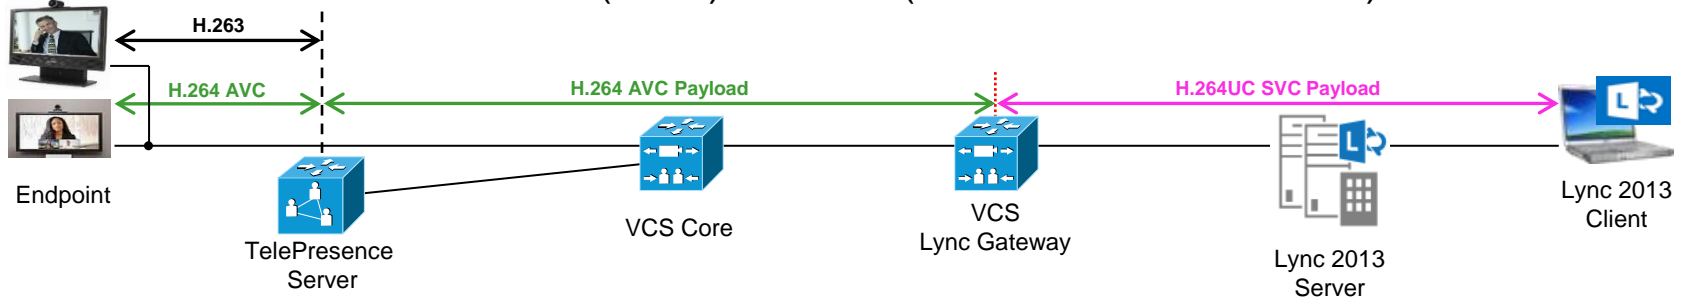 H.263
H.264 AVC
H.264 AVC Payload
H.264UC SVC Payload
L
L
Endpoint
TelePresence
Server
VCS Core
VCS
Lync Gateway
Lync 2013
Server
Lync 2013
Client